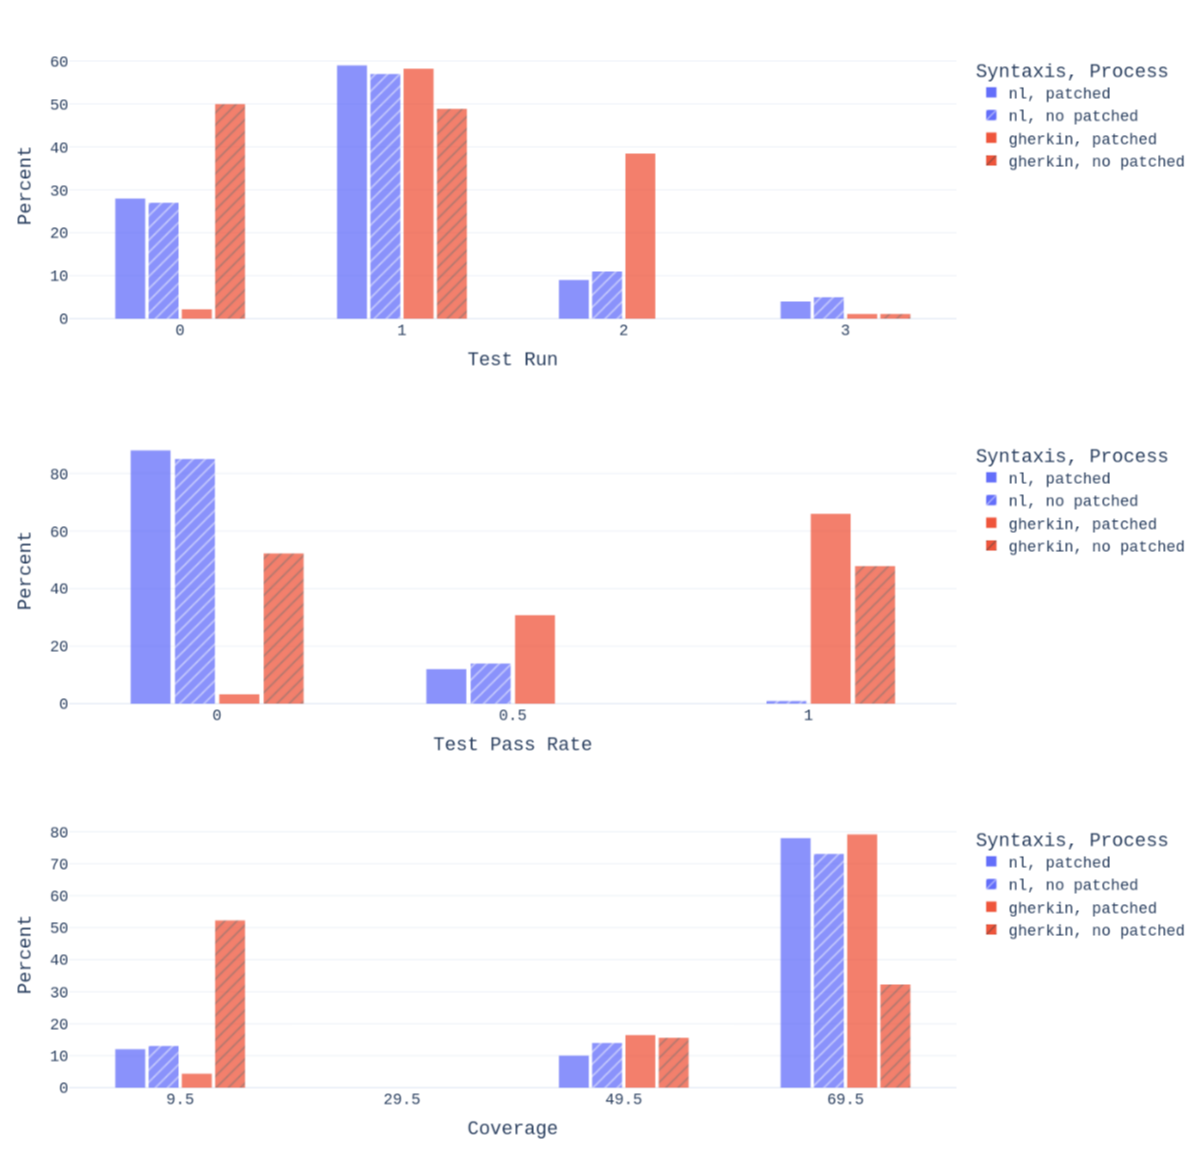 60
50
40
30
20
10
0
Percent
0 1 2 3
Test Run
Syntaxis, Process
nl, patched
nl, no patched
gherkin, patched
gherkin, no patched
80
60
40
20
0
Percent
0 0.5 1
Test Pass Rate
Syntaxis, Process
nl, patched
nl, no patched
gherkin, patched
gherkin, no patched
80
70
60
50
40
30
20
10
0
Percent
9.5 29.5 49.5 69.5
Coverage
Syntaxis, Process
nl, patched
nl, no patched
gherkin, patched
gherkin, no patched